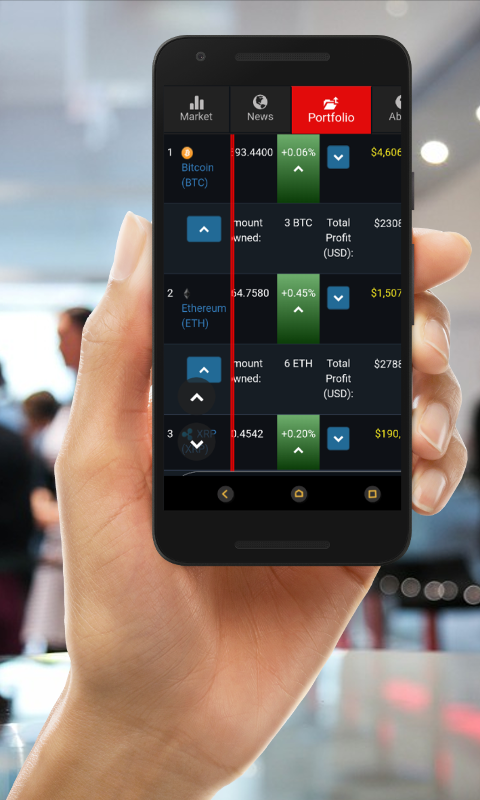 Market News Portfolio Ab
1 :93.4400 +0.06% $4,606
Bitcoin
(BTC)
mount 3 BTC Total $2308
wned: Profit
(USD):
2 64.7580 +0.45% $1,507
Ethereum
(ETH)
mount 6 ETH Total $2788
wned: Profit
(USD):
3 XRP 0.4542 +0.20% $190,
(XRP)